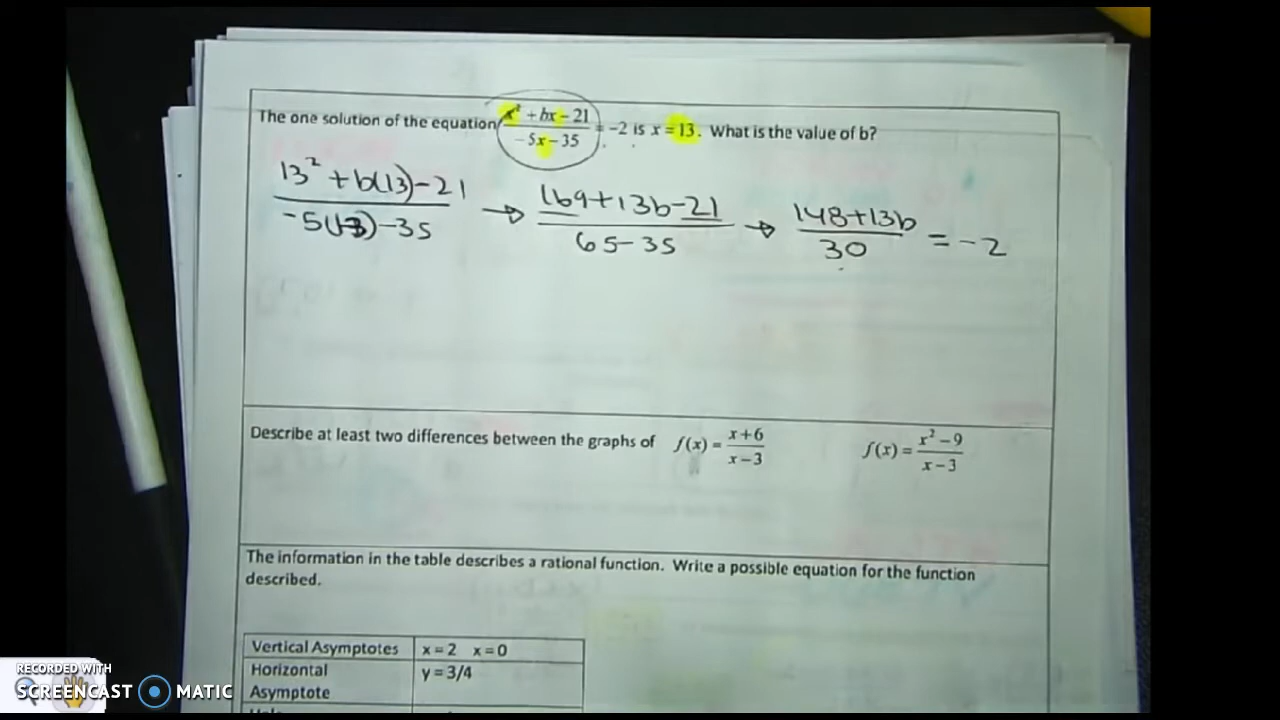 The one solution of the equation (x² + bx − 21)/(−5x − 35) = −2 is x = 13. What is the value of b?
(13² + b(13) − 21)/(−5(13) − 35) → (169 + 13b − 21)/(65 − 35) → (148 + 13b)/30 = −2
Describe at least two differences between the graphs of f(x) = (x + 6)/(x − 3) f(x) = (x² − 9)/(x − 3)
The information in the table describes a rational function. Write a possible equation for the function
described.
Vertical Asymptotes x = 2 x = 0
Horizontal y = 3/4
Asymptote
RECORDED WITH
SCREENCAST MATIC